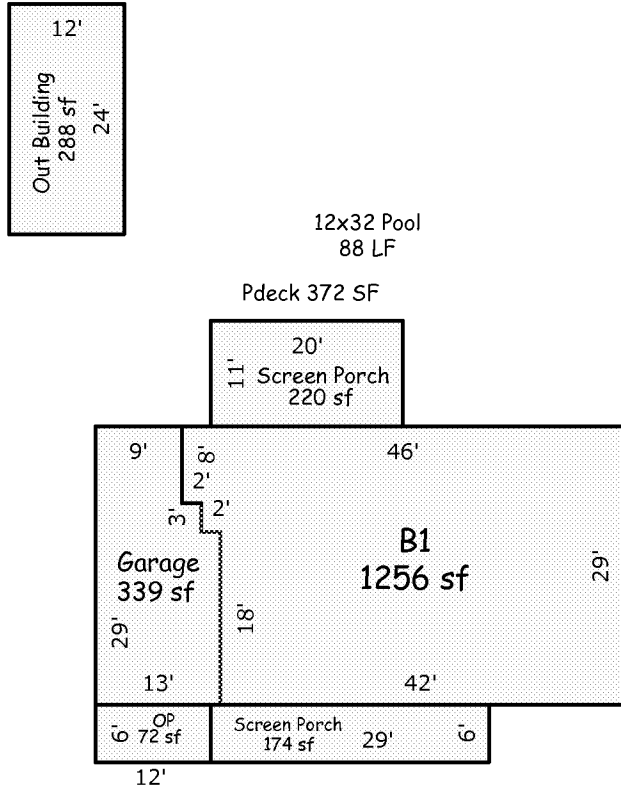 12'
Out Building
288 sf
24'
12x32 Pool
88 LF
Pdeck 372 SF
20'
11'
Screen Porch
220 sf
9'
8'
46'
2'
2'
3'
B1
1256 sf
Garage
339 sf
29'
29'
18'
13'
42'
6'
OP
72 sf
Screen Porch
174 sf
29'
6'
12'